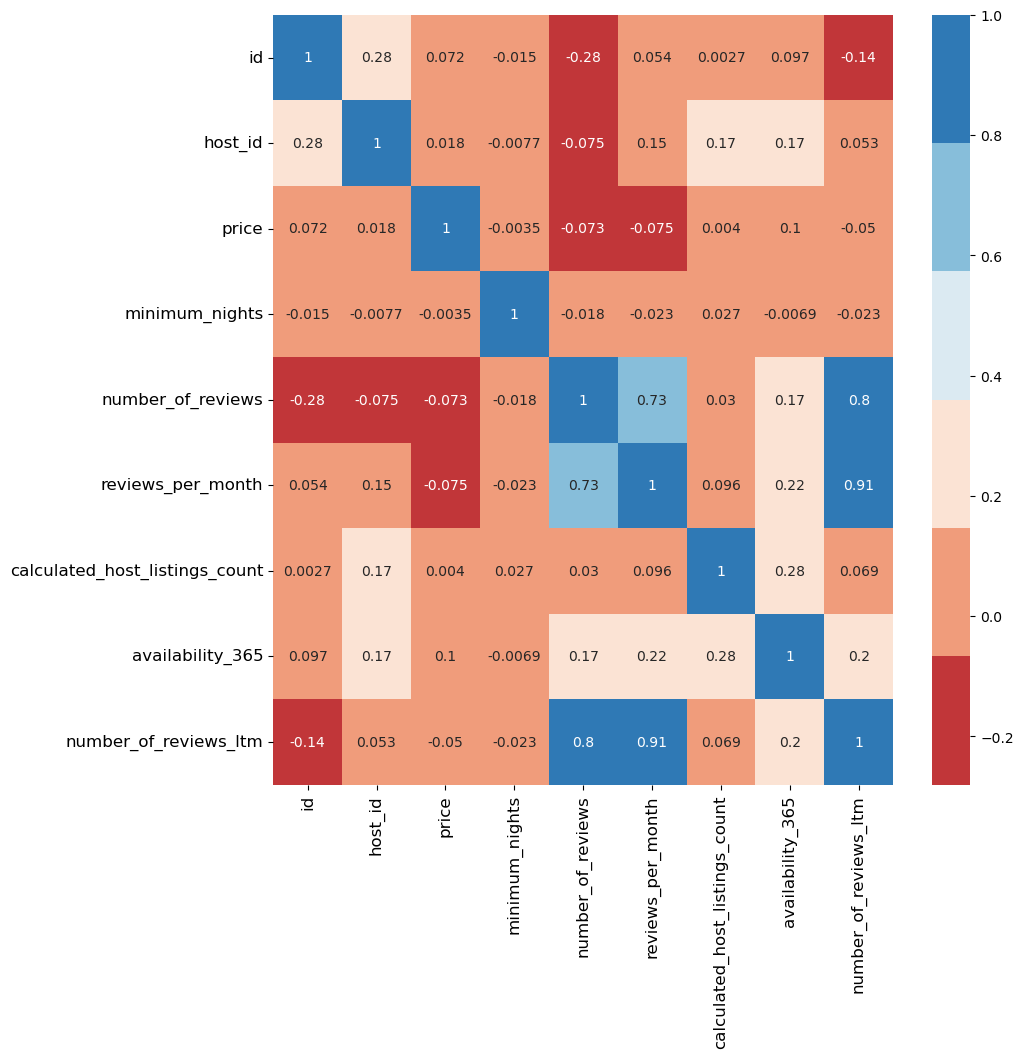 id 1 0.28 0.072 -0.015 -0.28 0.054 0.0027 0.097 -0.14
host_id 0.28 1 0.018 -0.0077 -0.075 0.15 0.17 0.17 0.053
price 0.072 0.018 1 -0.0035 -0.073 -0.075 0.004 0.1 -0.05
minimum_nights -0.015 -0.0077 -0.0035 1 -0.018 -0.023 0.027 -0.0069 -0.023
number_of_reviews -0.28 -0.075 -0.073 -0.018 1 0.73 0.03 0.17 0.8
reviews_per_month 0.054 0.15 -0.075 -0.023 0.73 1 0.096 0.22 0.91
calculated_host_listings_count 0.0027 0.17 0.004 0.027 0.03 0.096 1 0.28 0.069
availability_365 0.097 0.17 0.1 -0.0069 0.17 0.22 0.28 1 0.2
number_of_reviews_ltm -0.14 0.053 -0.05 -0.023 0.8 0.91 0.069 0.2 1
id
host_id
price
minimum_nights
number_of_reviews
reviews_per_month
calculated_host_listings_count
availability_365
number_of_reviews_ltm
1.0
0.8
0.6
0.4
0.2
0.0
−0.2